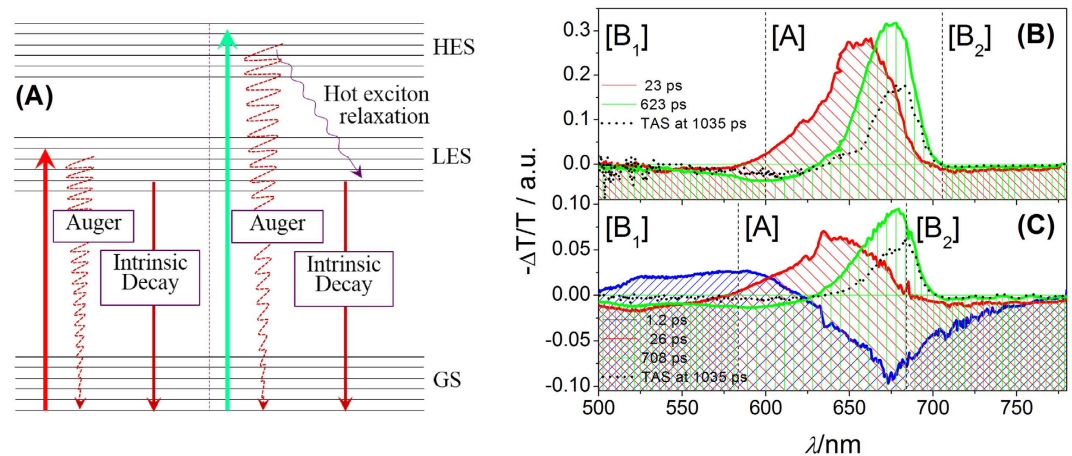 (A)
HES
Hot exciton
relaxation
LES
Auger
Intrinsic
Decay
Auger
Intrinsic
Decay
GS
-ΔT/T / a.u.
0.3
0.2
0.1
0.0
[B₁]
[A]
[B₂]
(B)
23 ps
623 ps
TAS at 1035 ps
0.10
0.05
0.00
-0.05
-0.10
[B₁]
[A]
[B₂]
(C)
1.2 ps
26 ps
708 ps
TAS at 1035 ps
500 550 600 650 700 750
λ/nm